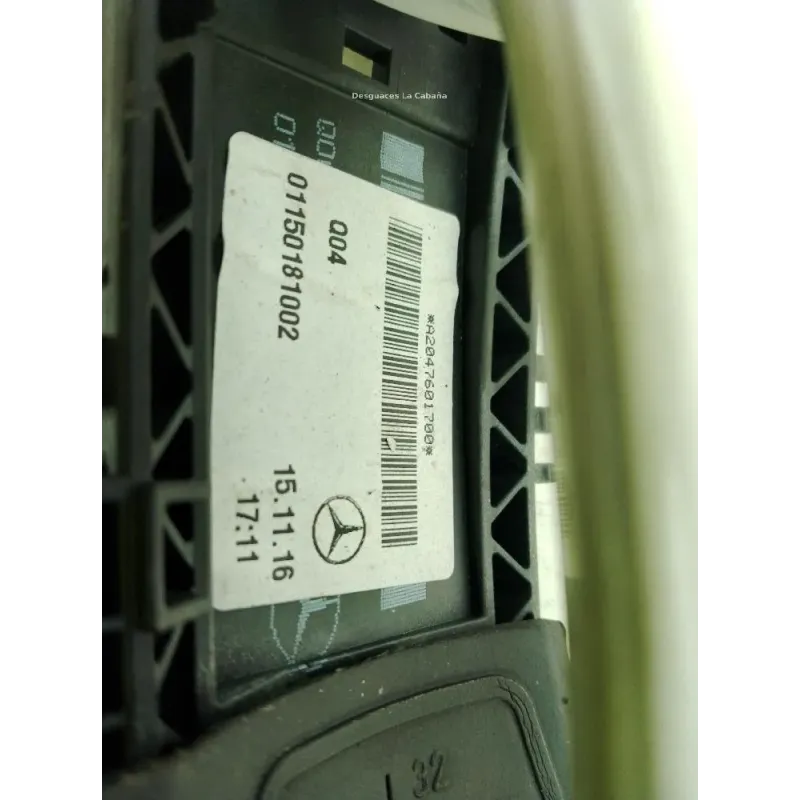 Desguaces La Cabaña
*A2047601700*
Q04
01150181002
15.11.16
17:11
32